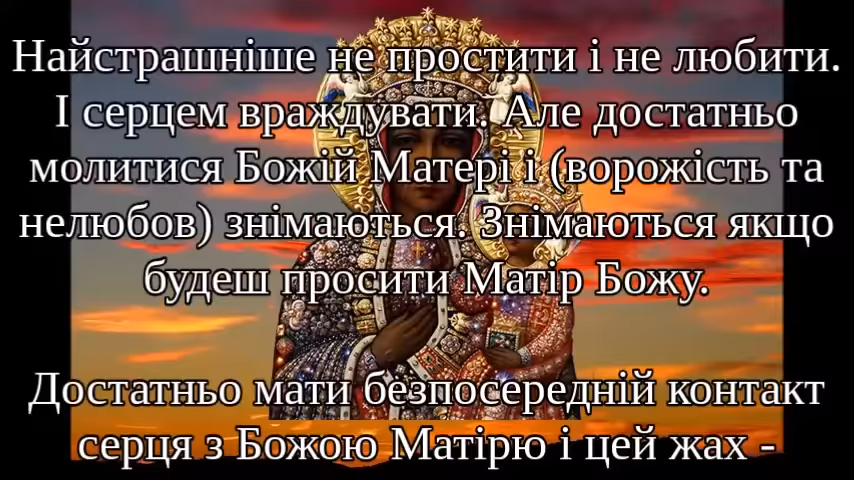 Найстрашніше не простити і не любити.
І серцем враждувати. Але достатньо
молитися Божій Матері і (ворожість та
нелюбов) знімаються. Знімаються якщо
будеш просити Матір Божу.
Достатньо мати безпосередній контакт
серця з Божою Матірю і цей жах -